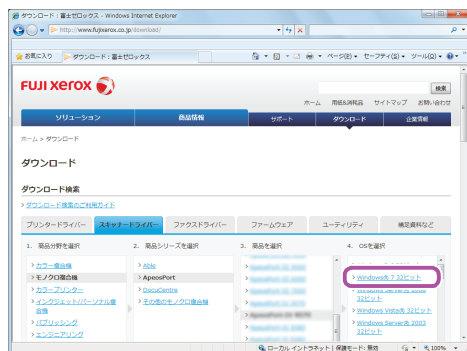 ダウンロード：富士ゼロックス - Windows Internet Explorer
http://www.fujixerox.co.jp/download/
お気に入り
ダウンロード：富士ゼロックス
ページ(P)
セーフティ(S)
ツール(O)
FUJI XEROX
検索
ホーム 用紙&消耗品 サイトマップ お問い合わせ
ソリューション 商品情報 サポート ダウンロード 企業情報
ホーム > ダウンロード
ダウンロード
ダウンロード検索
> ダウンロード検索のご利用ガイド
プリンタードライバー スキャナードライバー ファクスドライバー ファームウェア ユーティリティ 補足資料など
1. 商品分野を選択
2. 商品シリーズを選択
3. 商品を選択
4. OSを選択
> カラー複合機
> モノクロ複合機
> カラープリンター
> インクジェット/パーソナル複合機
> パブリッシング
> エンジニアリング
> Able
> ApeosPort
> DocuCentre
> その他のモノクロ複合機
> Windows 7 32ビット
> Windows Server 2008
32ビット
> Windows Vista 32ビット
> Windows Server 2003
32ビット
ローカル イントラネット | 保護モード: 無効
100%